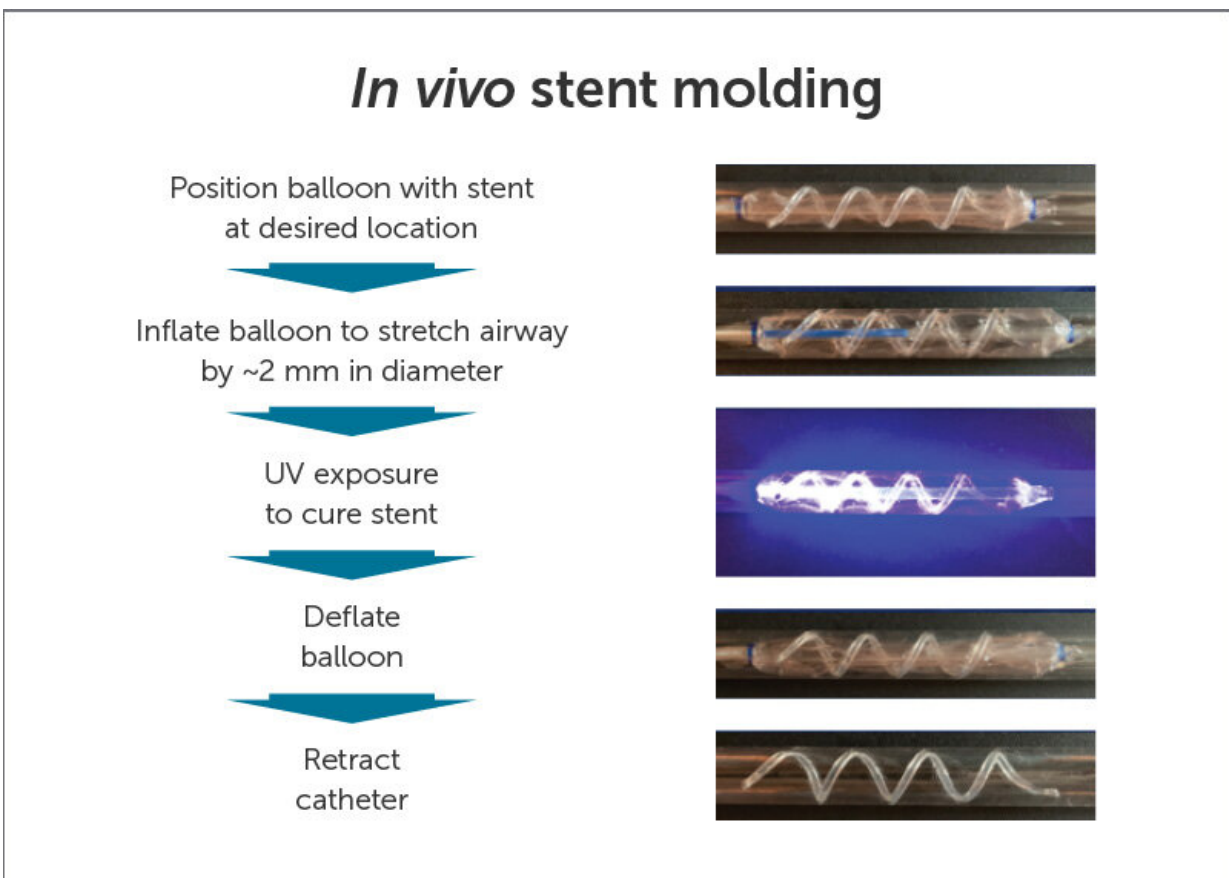 In vivo stent molding
Position balloon with stent
at desired location
Inflate balloon to stretch airway
by ~2 mm in diameter
UV exposure
to cure stent
Deflate
balloon
Retract
catheter